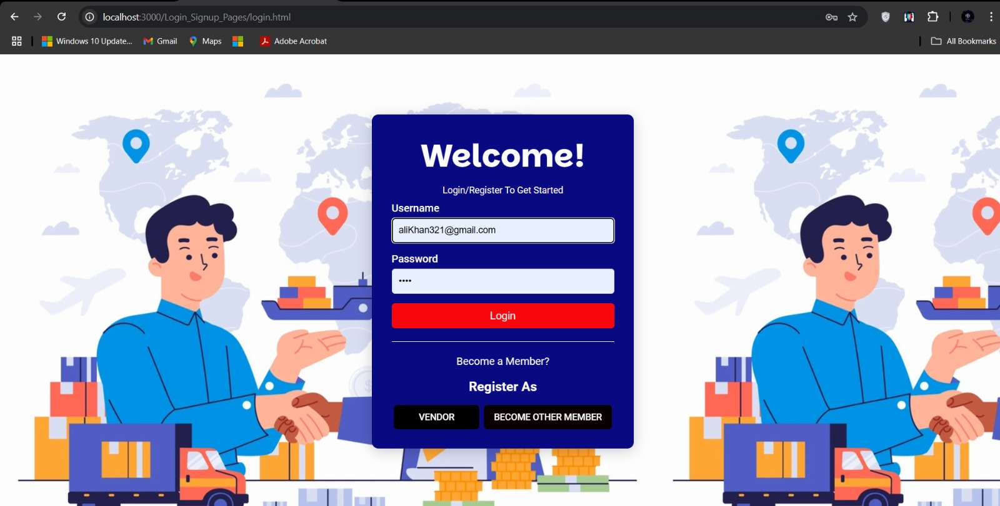 localhost:3000/Login_Signup_Pages/login.html
Windows 10 Update... Gmail Maps Adobe Acrobat All Bookmarks
Welcome!
Login/Register To Get Started
Username
aliKhan321@gmail.com
Password
••••
Login
Become a Member?
Register As
VENDOR BECOME OTHER MEMBER